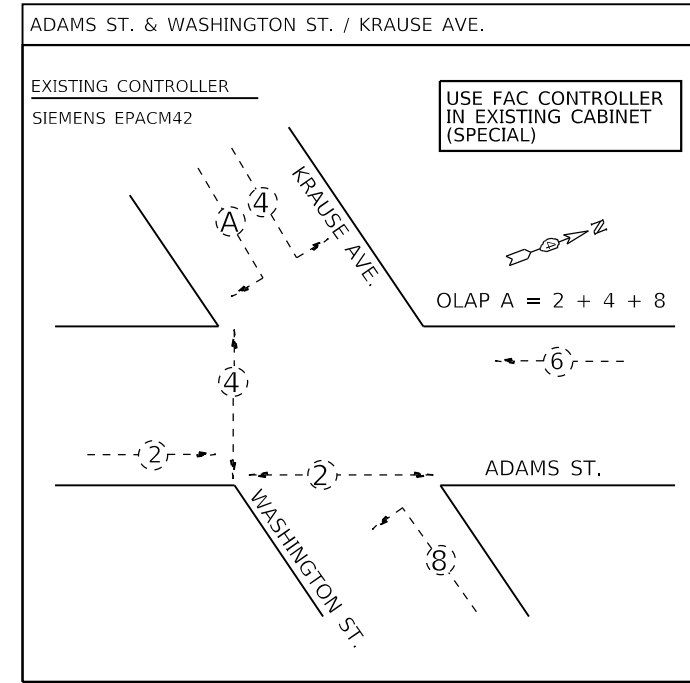 ADAMS ST. & WASHINGTON ST. / KRAUSE AVE.
EXISTING CONTROLLER
SIEMENS EPACM42
USE FAC CONTROLLER
IN EXISTING CABINET
(SPECIAL)
KRAUSE AVE.
A
4
4
N
OLAP A = 2 + 4 + 8
6
4
2
2
ADAMS ST.
WASHINGTON ST.
8